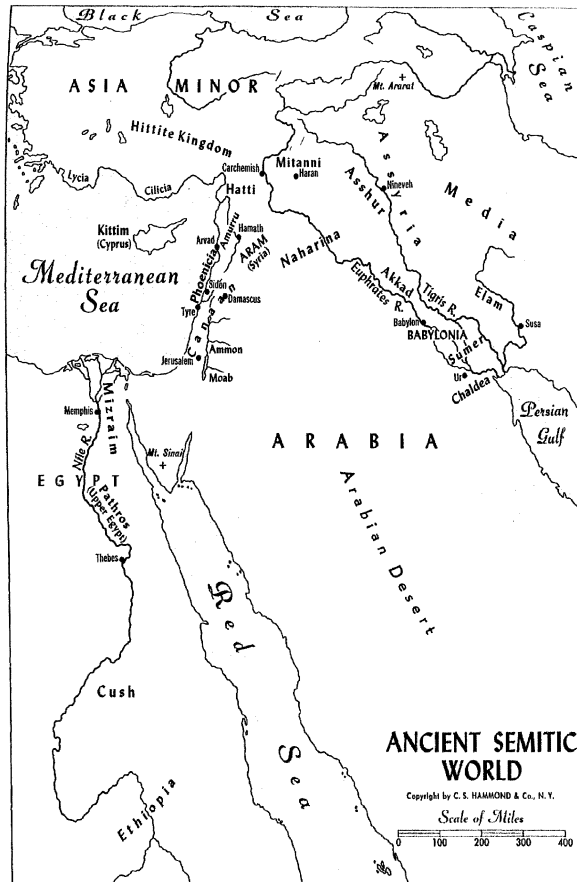 Black Sea
Caspian Sea
ASIA MINOR
Mt. Ararat
Hittite Kingdom
Assyria
Mitanni
Carchemish
Haran
Asshur
Lycia
Cilicia
Hatti
Nineveh
Media
Kittim
(Cyprus)
Hamath
Arvad
Amurru
ARAM
(Syria)
Naharina
Mediterranean
Sea
Phoenicia
Sidon
Damascus
Canaan
Tyre
Akkad
Euphrates R.
Tigris R.
Elam
Babylon
BABYLONIA
Susa
Sumer
Jerusalem
Ammon
Moab
Ur
Chaldea
Persian
Gulf
Mizraim
Memphis
Nile R.
Mt. Sinai
ARABIA
EGYPT
Pathros
(Upper Egypt)
Arabian Desert
Thebes
Red Sea
Cush
Ethiopia
ANCIENT SEMITIC
WORLD
Copyright by C. S. HAMMOND & Co., N. Y.
Scale of Miles
0 100 200 300 400